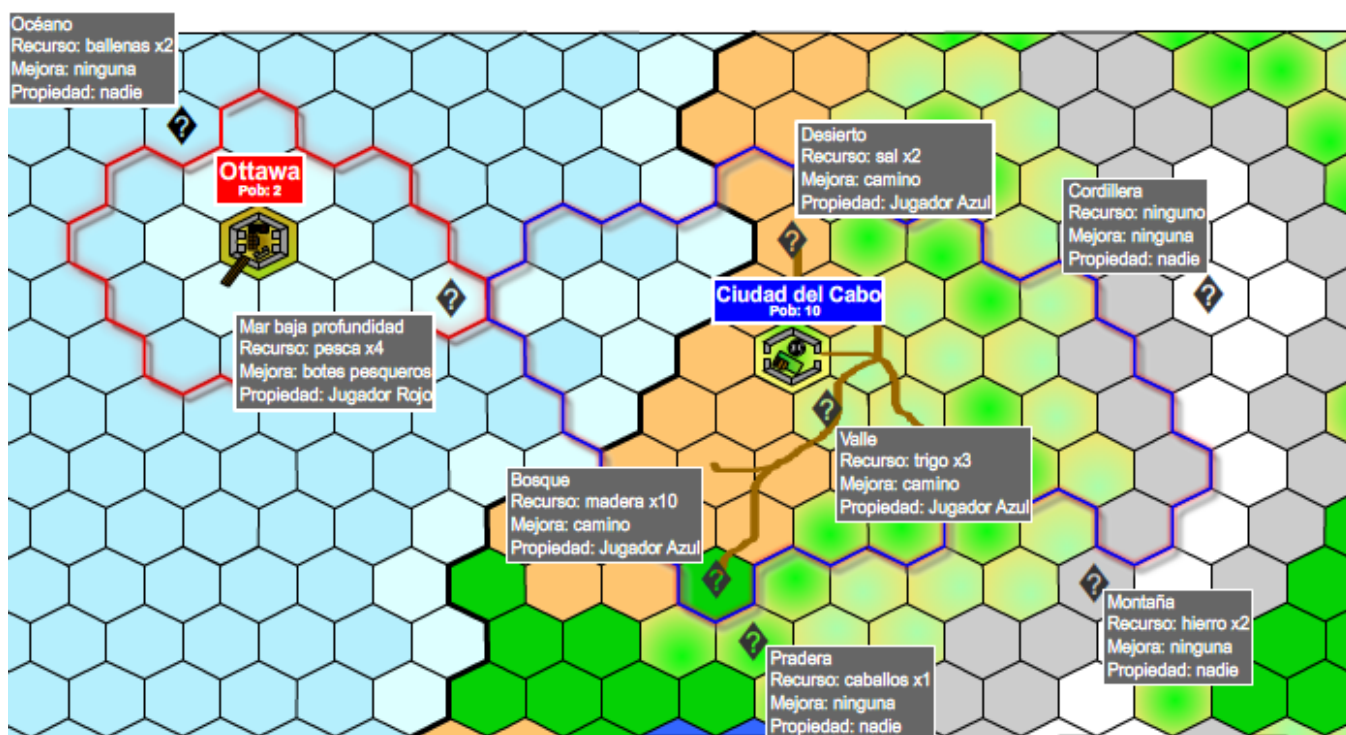 Océano
Recurso: ballenas x2
Mejora: ninguna
Propiedad: nadie
?
Ottawa
Pob: 2
Desierto
Recurso: sal x2
Mejora: camino
Propiedad: Jugador Azul
?
Cordillera
Recurso: ninguno
Mejora: ninguna
Propiedad: nadie
?
Mar baja profundidad
Recurso: pesca x4
Mejora: botes pesqueros
Propiedad: Jugador Rojo
?
Ciudad del Cabo
Pob: 10
?
Valle
Recurso: trigo x3
Mejora: camino
Propiedad: Jugador Azul
Bosque
Recurso: madera x10
Mejora: camino
Propiedad: Jugador Azul
?
?
Montaña
Recurso: hierro x2
Mejora: ninguna
Propiedad: nadie
?
Pradera
Recurso: caballos x1
Mejora: ninguna
Propiedad: nadie